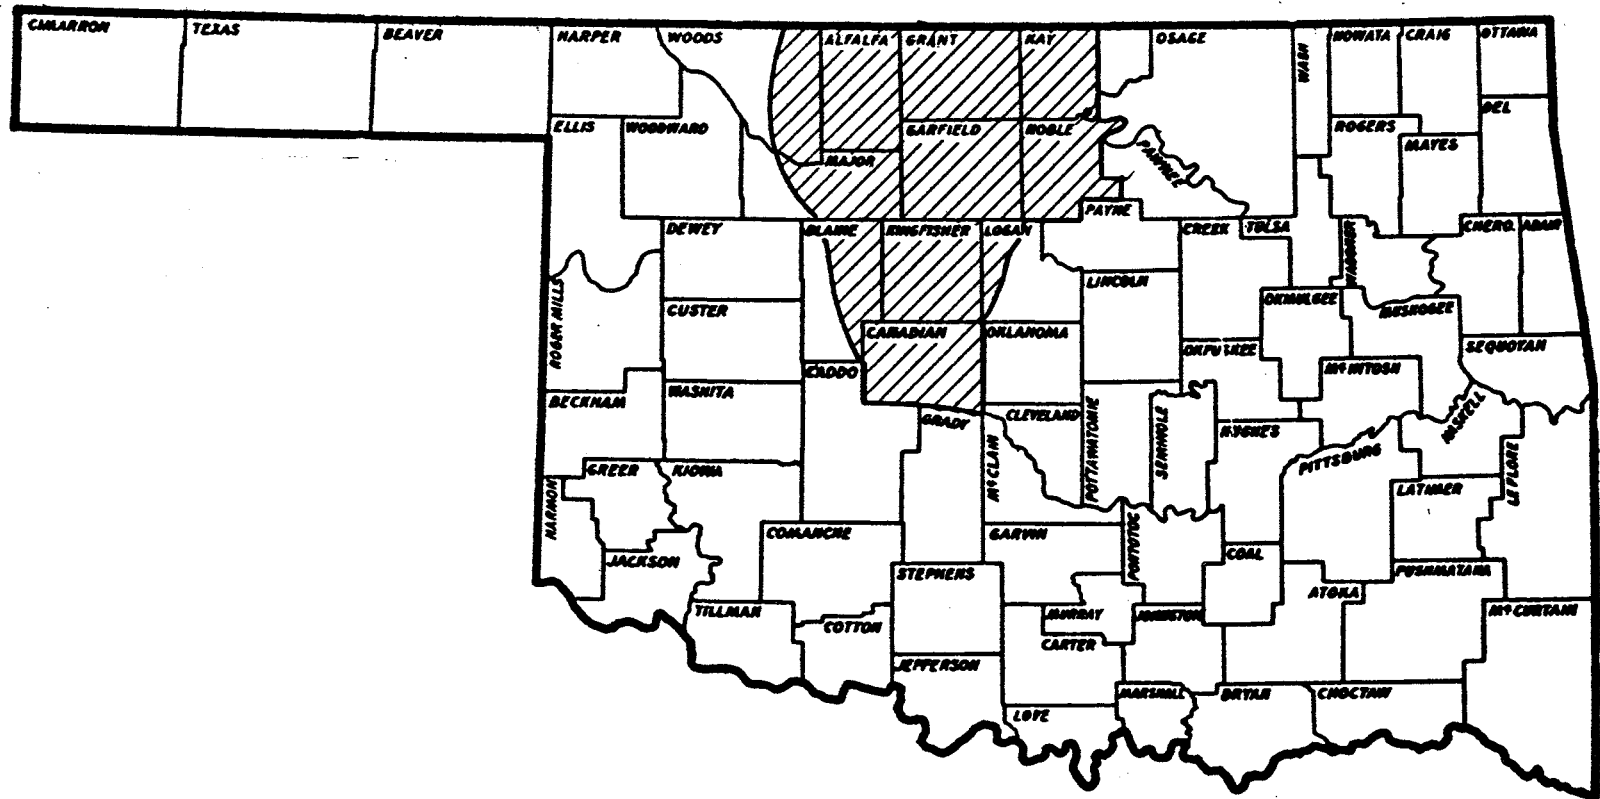 CIMARRON
TEXAS
BEAVER
HARPER
WOODS
ALFALFA
GRANT
KAY
OSAGE
WASH
NOWATA
CRAIG
OTTAWA
DEL
ELLIS
WOODWARD
MAJOR
GARFIELD
NOBLE
PAWNEE
ROGERS
MAYES
DEWEY
BLAINE
KINGFISHER
LOGAN
PAYNE
CREEK
TULSA
WAGONER
CHERO.
ADAIR
ROGER MILLS
CUSTER
CANADIAN
OKLAHOMA
LINCOLN
OKMULGEE
MUSKOGEE
OKFUSKEE
SEQUOYAH
BECKHAM
WASHITA
CADDO
GRADY
CLEVELAND
McCLAIN
POTTAWATOMIE
SEMINOLE
HUGHES
McINTOSH
PITTSBURG
HASKELL
LE FLORE
GREER
KIOWA
HARMON
LATIMER
JACKSON
COMANCHE
GARVIN
PONTOTOC
COAL
STEPHENS
ATOKA
PUSHMATAHA
TILLMAN
COTTON
MURRAY
JOHNSTON
McCURTAIN
CARTER
JEFFERSON
MARSHALL
BRYAN
CHOCTAW
LOVE